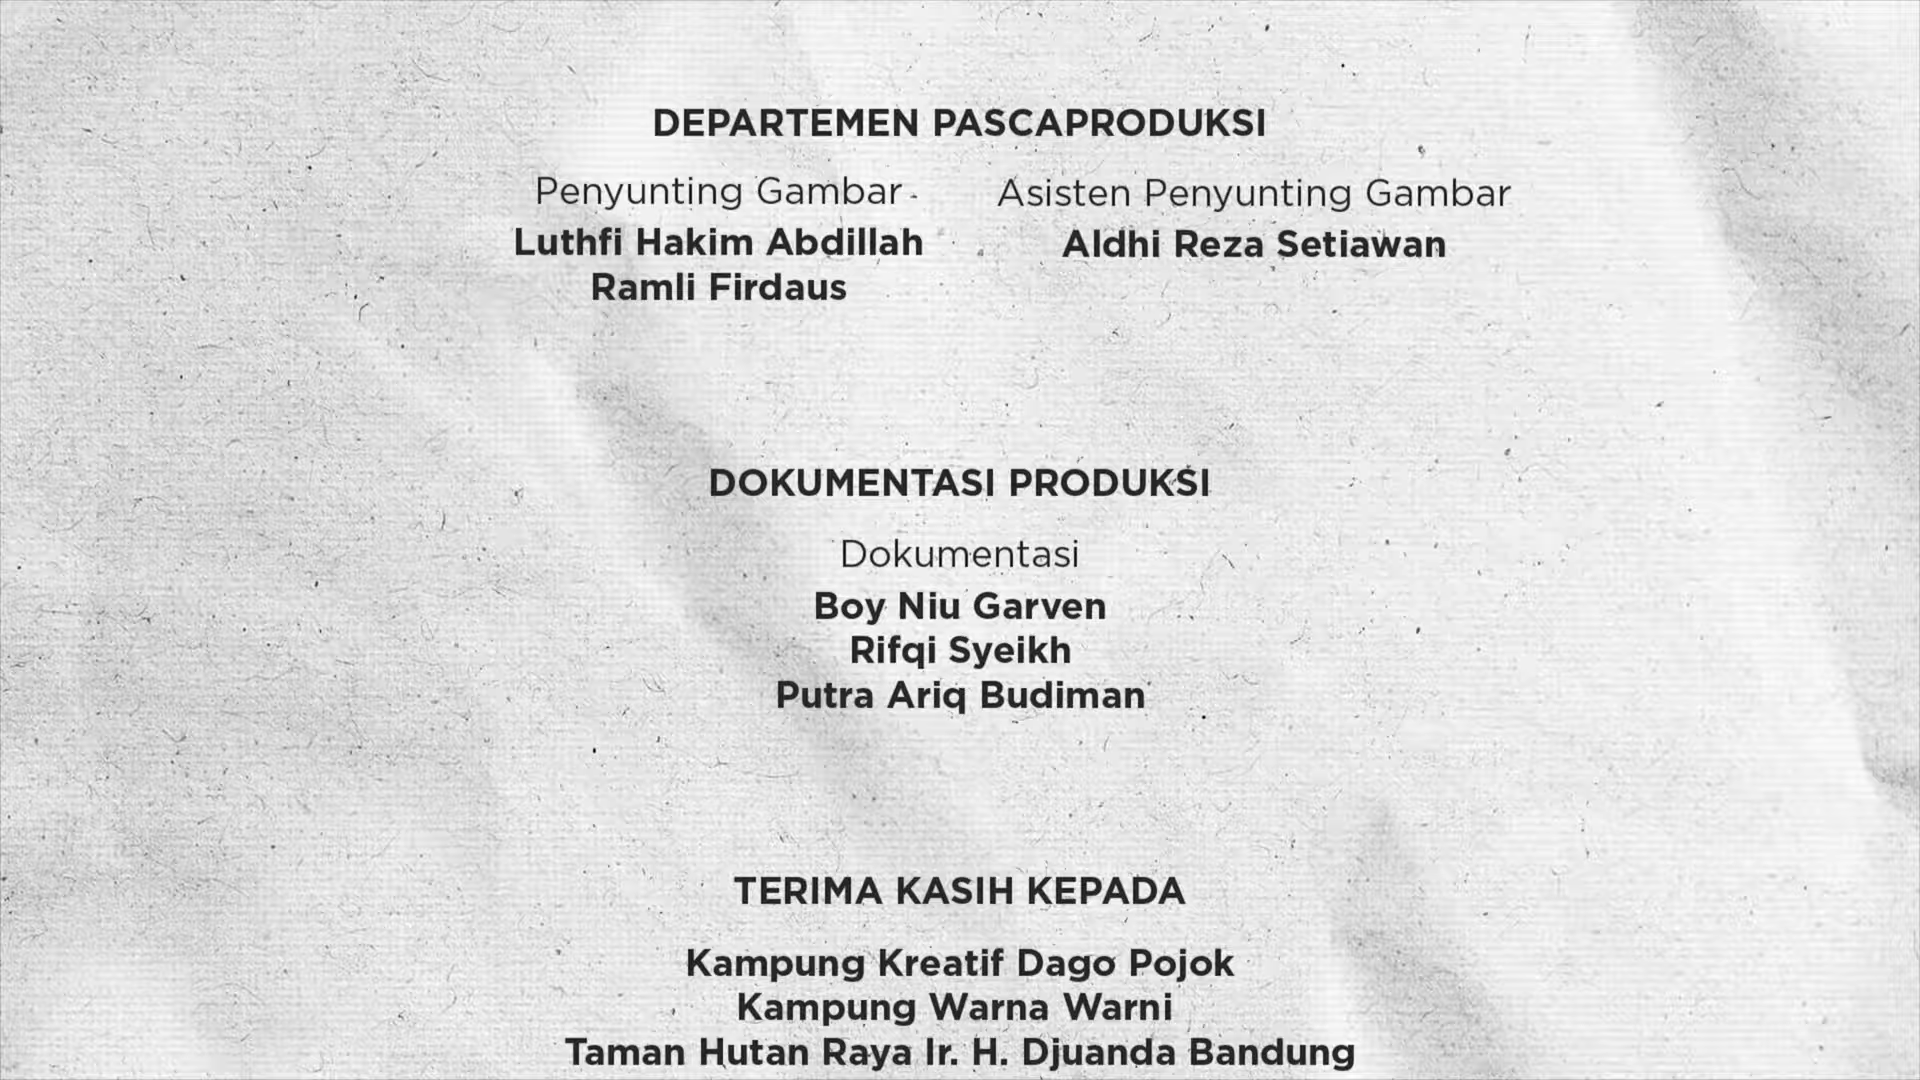 DEPARTEMEN PASCAPRODUKSI
Penyunting Gambar
Luthfi Hakim Abdillah
Ramli Firdaus
Asisten Penyunting Gambar
Aldhi Reza Setiawan
DOKUMENTASI PRODUKSI
Dokumentasi
Boy Niu Garven
Rifqi Syeikh
Putra Ariq Budiman
TERIMA KASIH KEPADA
Kampung Kreatif Dago Pojok
Kampung Warna Warni
Taman Hutan Raya Ir. H. Djuanda Bandung